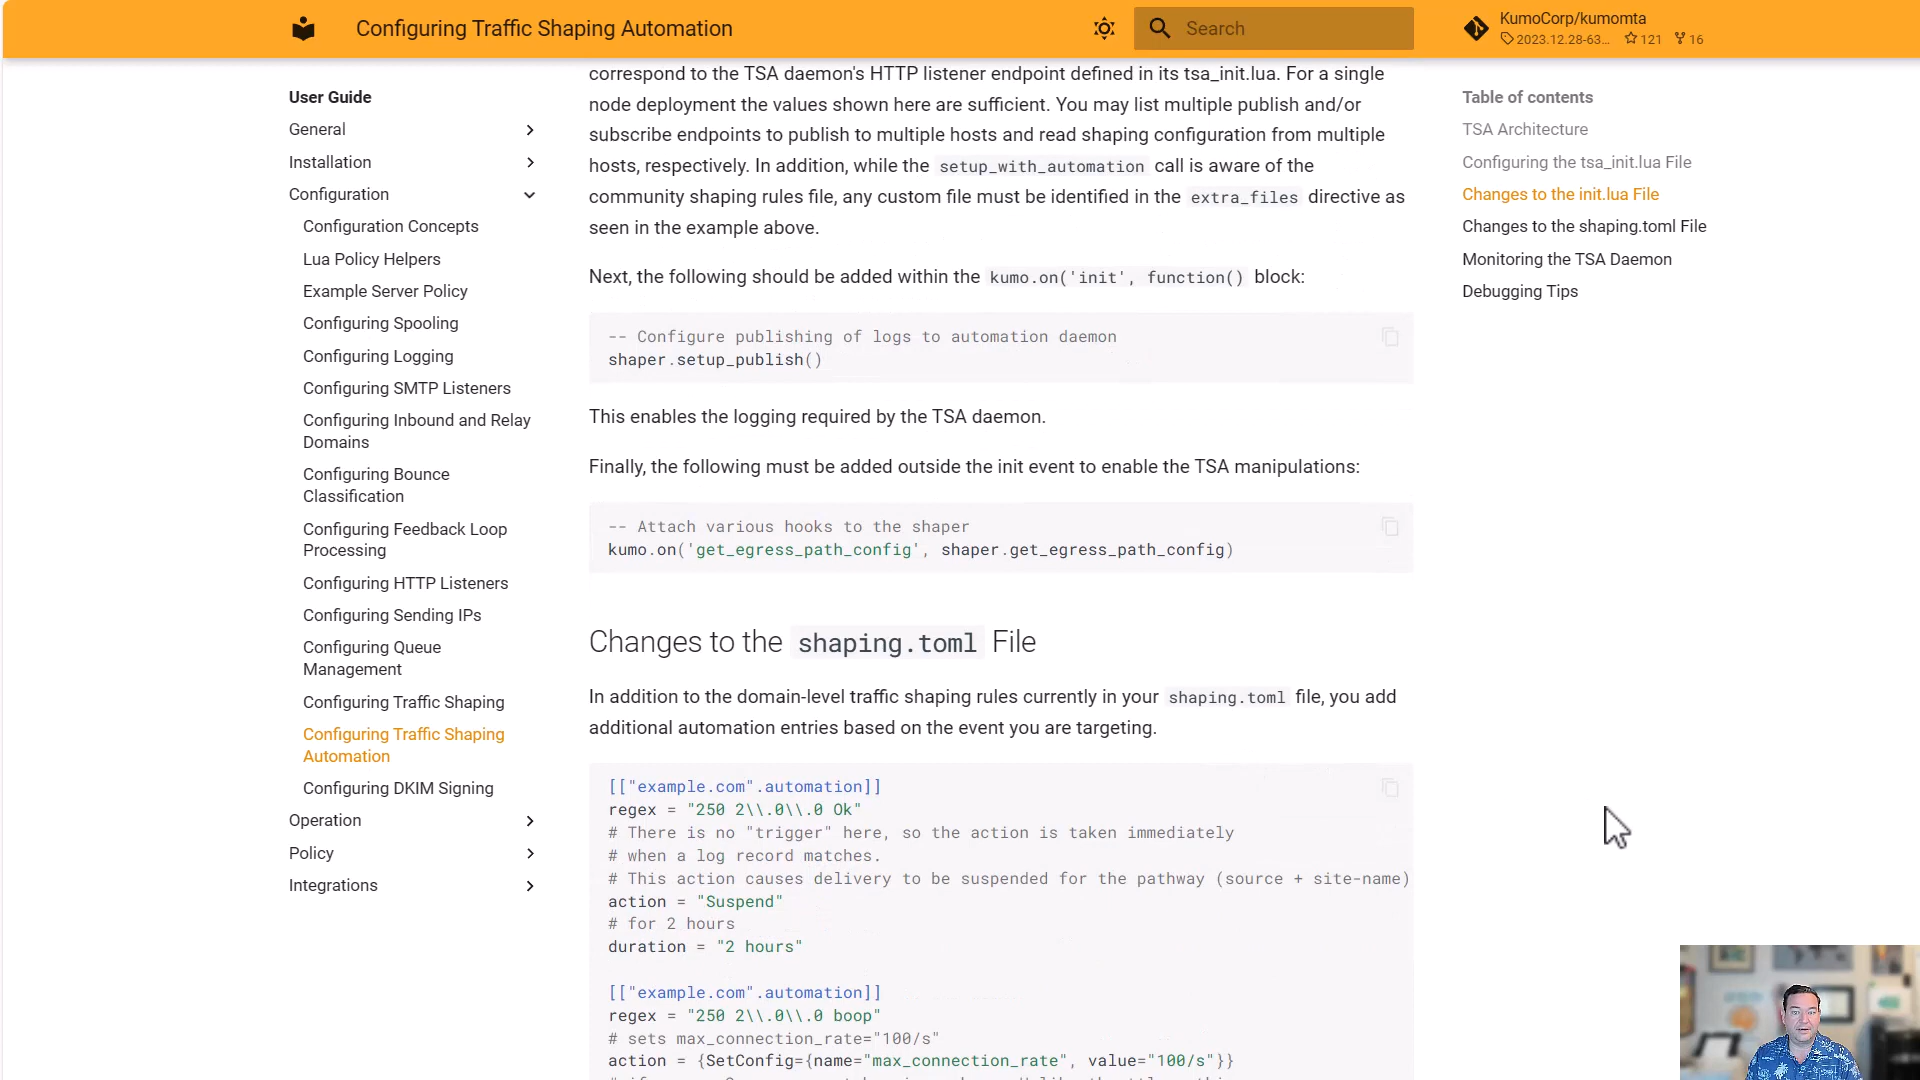 Configuring Traffic Shaping Automation
Search
KumoCorp/kumomta
2023.12.28-63... 121 16
User Guide
General
Installation
Configuration
Configuration Concepts
Lua Policy Helpers
Example Server Policy
Configuring Spooling
Configuring Logging
Configuring SMTP Listeners
Configuring Inbound and Relay
Domains
Configuring Bounce
Classification
Configuring Feedback Loop
Processing
Configuring HTTP Listeners
Configuring Sending IPs
Configuring Queue
Management
Configuring Traffic Shaping
Configuring Traffic Shaping
Automation
Configuring DKIM Signing
Operation
Policy
Integrations
correspond to the TSA daemon's HTTP listener endpoint defined in its tsa_init.lua. For a single
node deployment the values shown here are sufficient. You may list multiple publish and/or
subscribe endpoints to publish to multiple hosts and read shaping configuration from multiple
hosts, respectively. In addition, while the setup_with_automation call is aware of the
community shaping rules file, any custom file must be identified in the extra_files directive as
seen in the example above.
Next, the following should be added within the kumo.on('init', function() block:
-- Configure publishing of logs to automation daemon
shaper.setup_publish()
This enables the logging required by the TSA daemon.
Finally, the following must be added outside the init event to enable the TSA manipulations:
-- Attach various hooks to the shaper
kumo.on('get_egress_path_config', shaper.get_egress_path_config)
Changes to the shaping.toml File
In addition to the domain-level traffic shaping rules currently in your shaping.toml file, you add
additional automation entries based on the event you are targeting.
[["example.com".automation]]
regex = "250 2\\.0\\.0 Ok"
# There is no "trigger" here, so the action is taken immediately
# when a log record matches.
# This action causes delivery to be suspended for the pathway (source + site-name)
action = "Suspend"
# for 2 hours
duration = "2 hours"
[["example.com".automation]]
regex = "250 2\\.0\\.0 boop"
# sets max_connection_rate="100/s"
action = {SetConfig={name="max_connection_rate", value="100/s"}}
Table of contents
TSA Architecture
Configuring the tsa_init.lua File
Changes to the init.lua File
Changes to the shaping.toml File
Monitoring the TSA Daemon
Debugging Tips